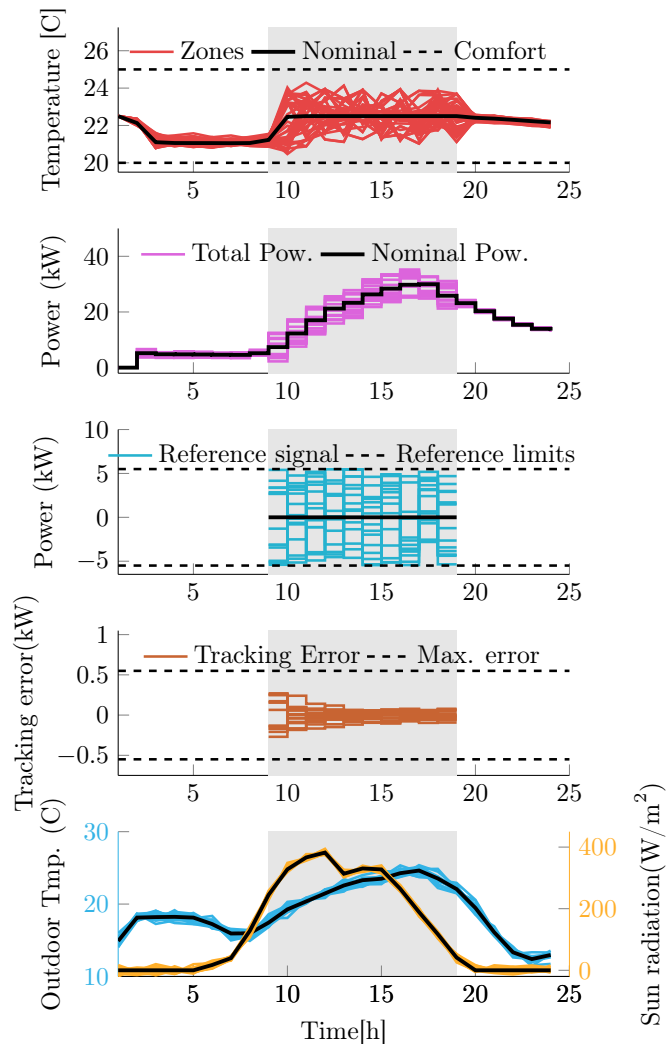 Temperature [C]
26
24
22
20
Zones Nominal Comfort
5 10 15 20 25
Power (kW)
40
20
0
Total Pow. Nominal Pow.
5 10 15 20 25
Power (kW)
10
5
0
−5
Reference signal Reference limits
5 10 15 20 25
Tracking error(kW)
1
0.5
0
−0.5
Tracking Error Max. error
5 10 15 20 25
Outdoor Tmp. (C)
30
20
10
400
200
0
Sun radiation(W/m²)
5 10 15 20 25
Time[h]